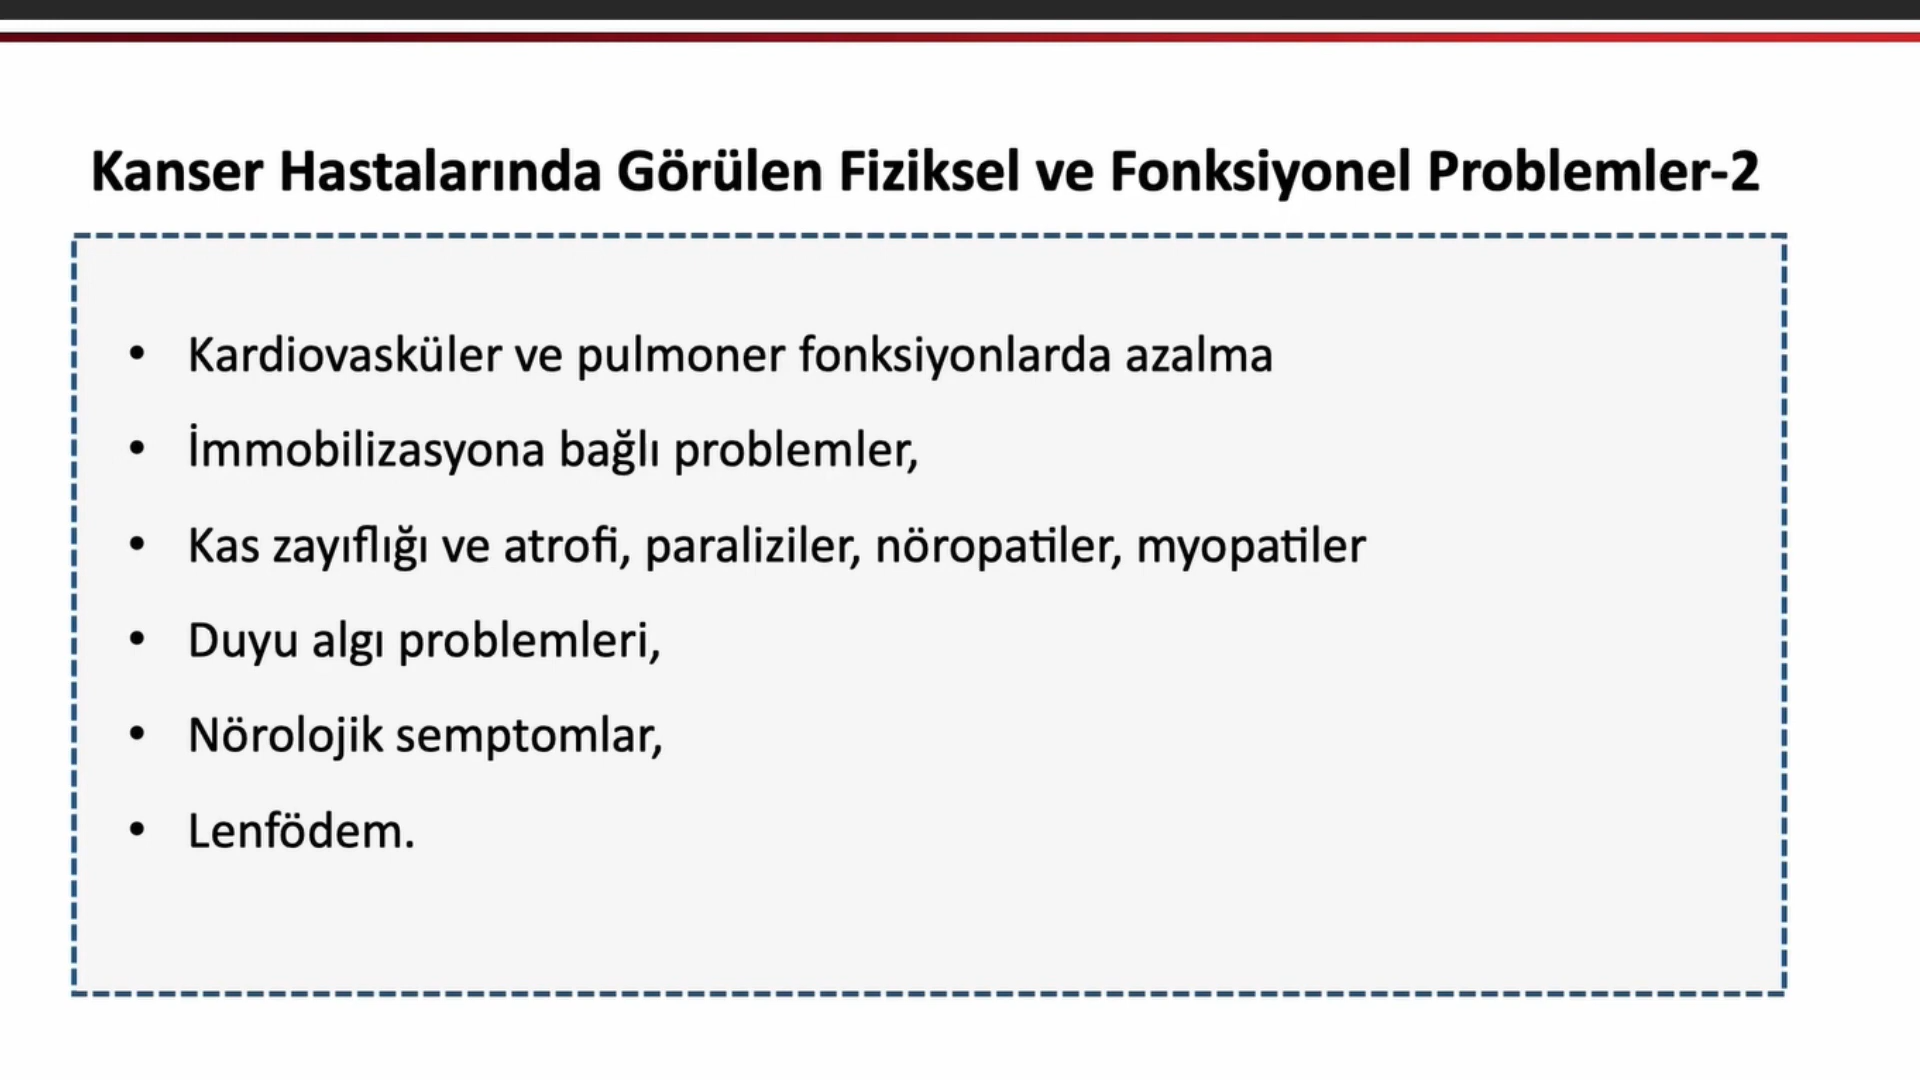 Kanser Hastalarında Görülen Fiziksel ve Fonksiyonel Problemler-2
• Kardiovasküler ve pulmoner fonksiyonlarda azalma
• İmmobilizasyona bağlı problemler,
• Kas zayıflığı ve atrofi, paraliziler, nöropatiler, myopatiler
• Duyu algı problemleri,
• Nörolojik semptomlar,
• Lenfödem.